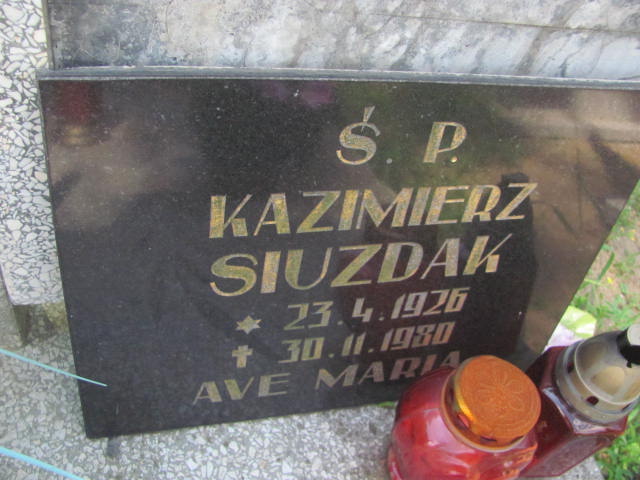 Ś. P.
KAZIMIERZ
SIUZDAK
✶ 23.4.1926
✝ 30.11.1980
AVE MARIA